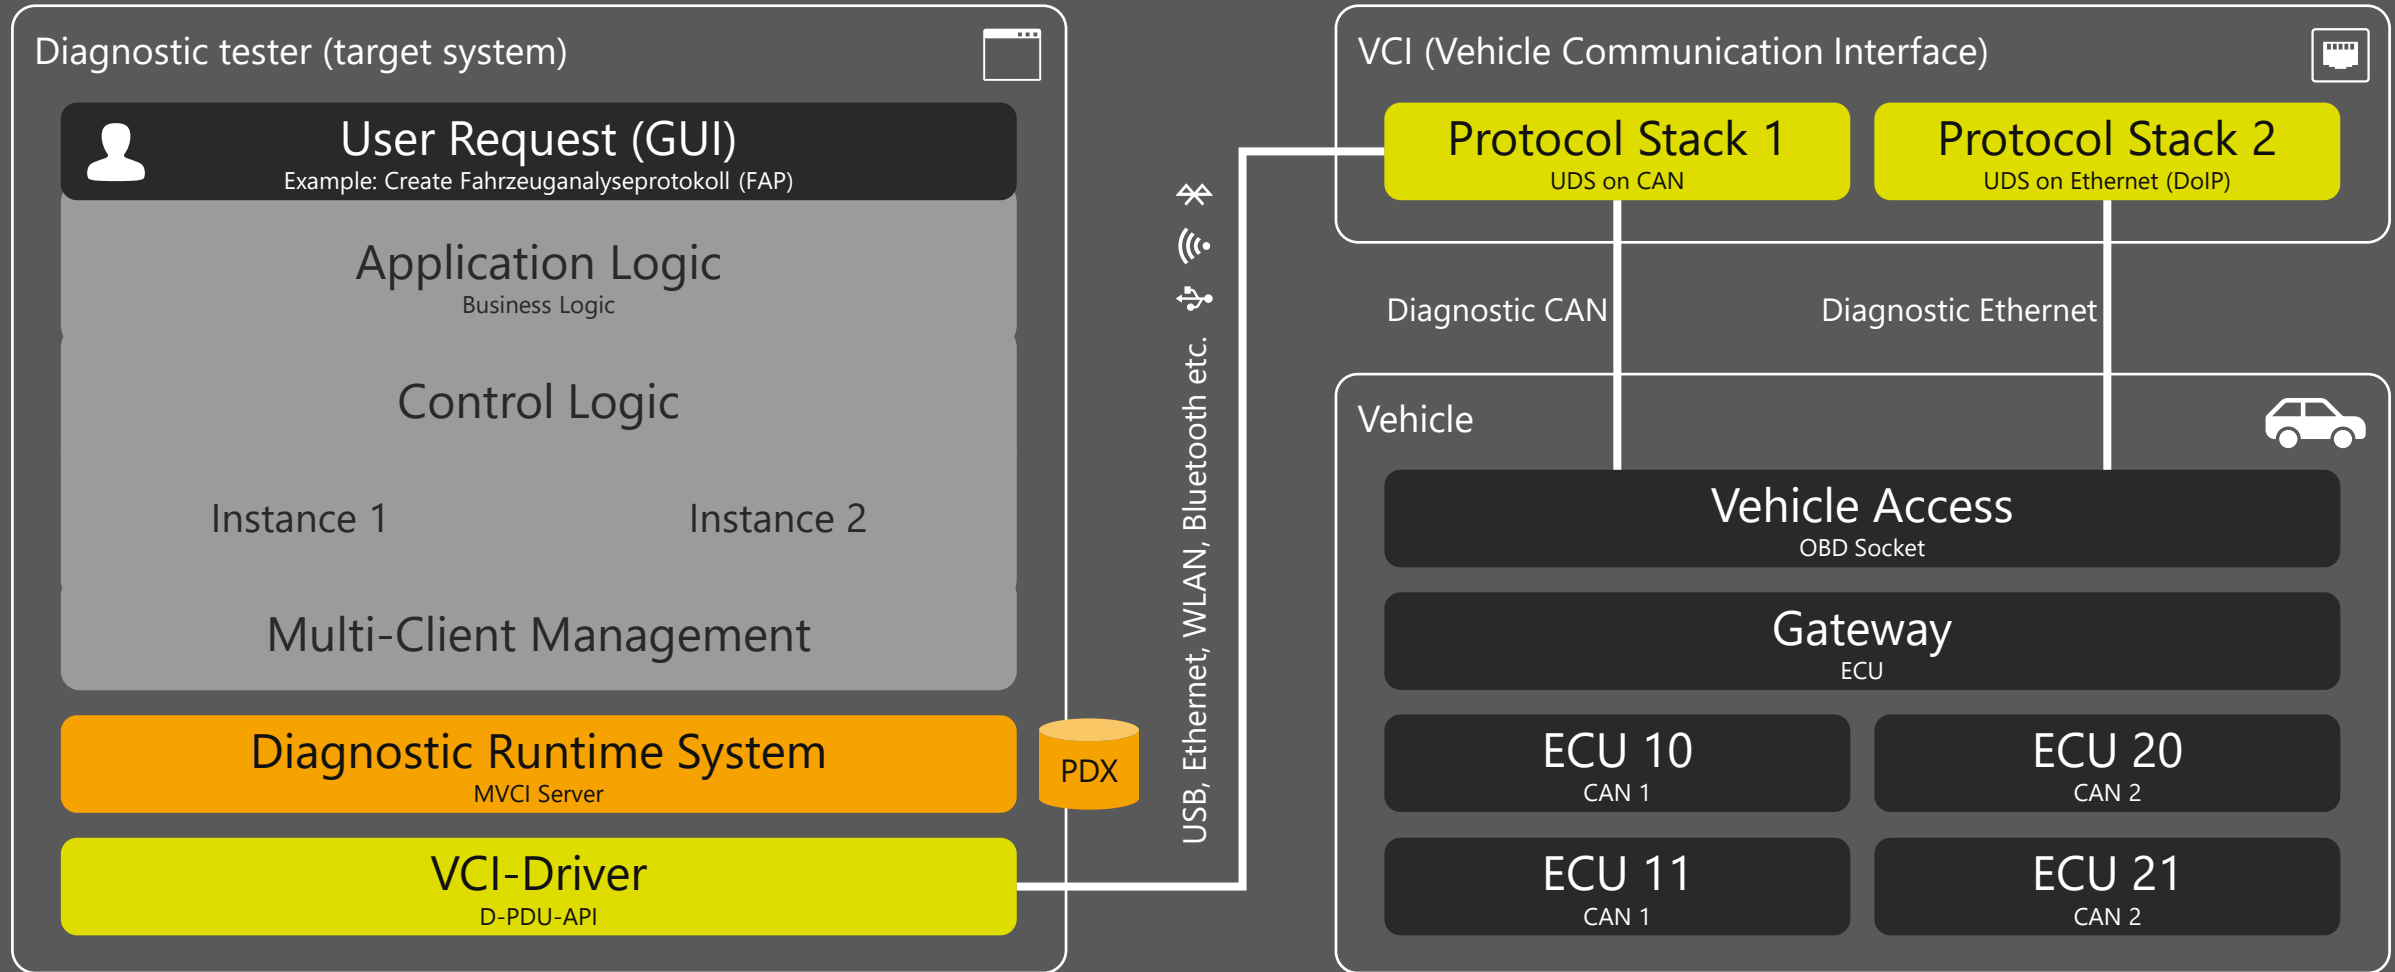 Diagnostic tester (target system)
User Request (GUI)
Example: Create Fahrzeuganalyseprotokoll (FAP)
Application Logic
Business Logic
Control Logic
Instance 1
Instance 2
Multi-Client Management
Diagnostic Runtime System
MVCI Server
PDX
VCI-Driver
D-PDU-API
USB, Ethernet, WLAN, Bluetooth etc.
VCI (Vehicle Communication Interface)
Protocol Stack 1
UDS on CAN
Protocol Stack 2
UDS on Ethernet (DoIP)
Diagnostic CAN
Diagnostic Ethernet
Vehicle
Vehicle Access
OBD Socket
Gateway
ECU
ECU 10
CAN 1
ECU 20
CAN 2
ECU 11
CAN 1
ECU 21
CAN 2